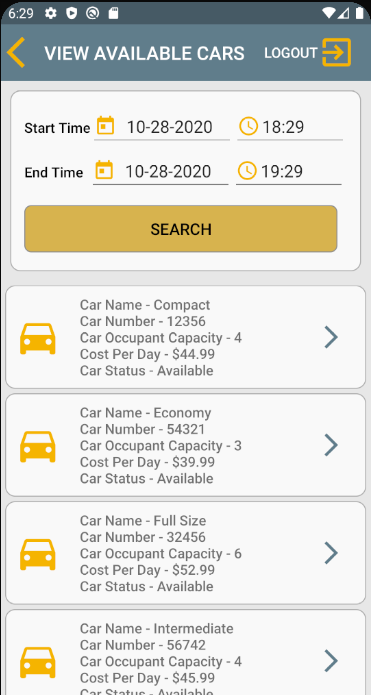 6:29
VIEW AVAILABLE CARS LOGOUT
Start Time 10-28-2020 18:29
End Time 10-28-2020 19:29
SEARCH
Car Name - Compact
Car Number - 12356
Car Occupant Capacity - 4
Cost Per Day - $44.99
Car Status - Available
Car Name - Economy
Car Number - 54321
Car Occupant Capacity - 3
Cost Per Day - $39.99
Car Status - Available
Car Name - Full Size
Car Number - 32456
Car Occupant Capacity - 6
Cost Per Day - $52.99
Car Status - Available
Car Name - Intermediate
Car Number - 56742
Car Occupant Capacity - 4
Cost Per Day - $45.99
Car Status - Available